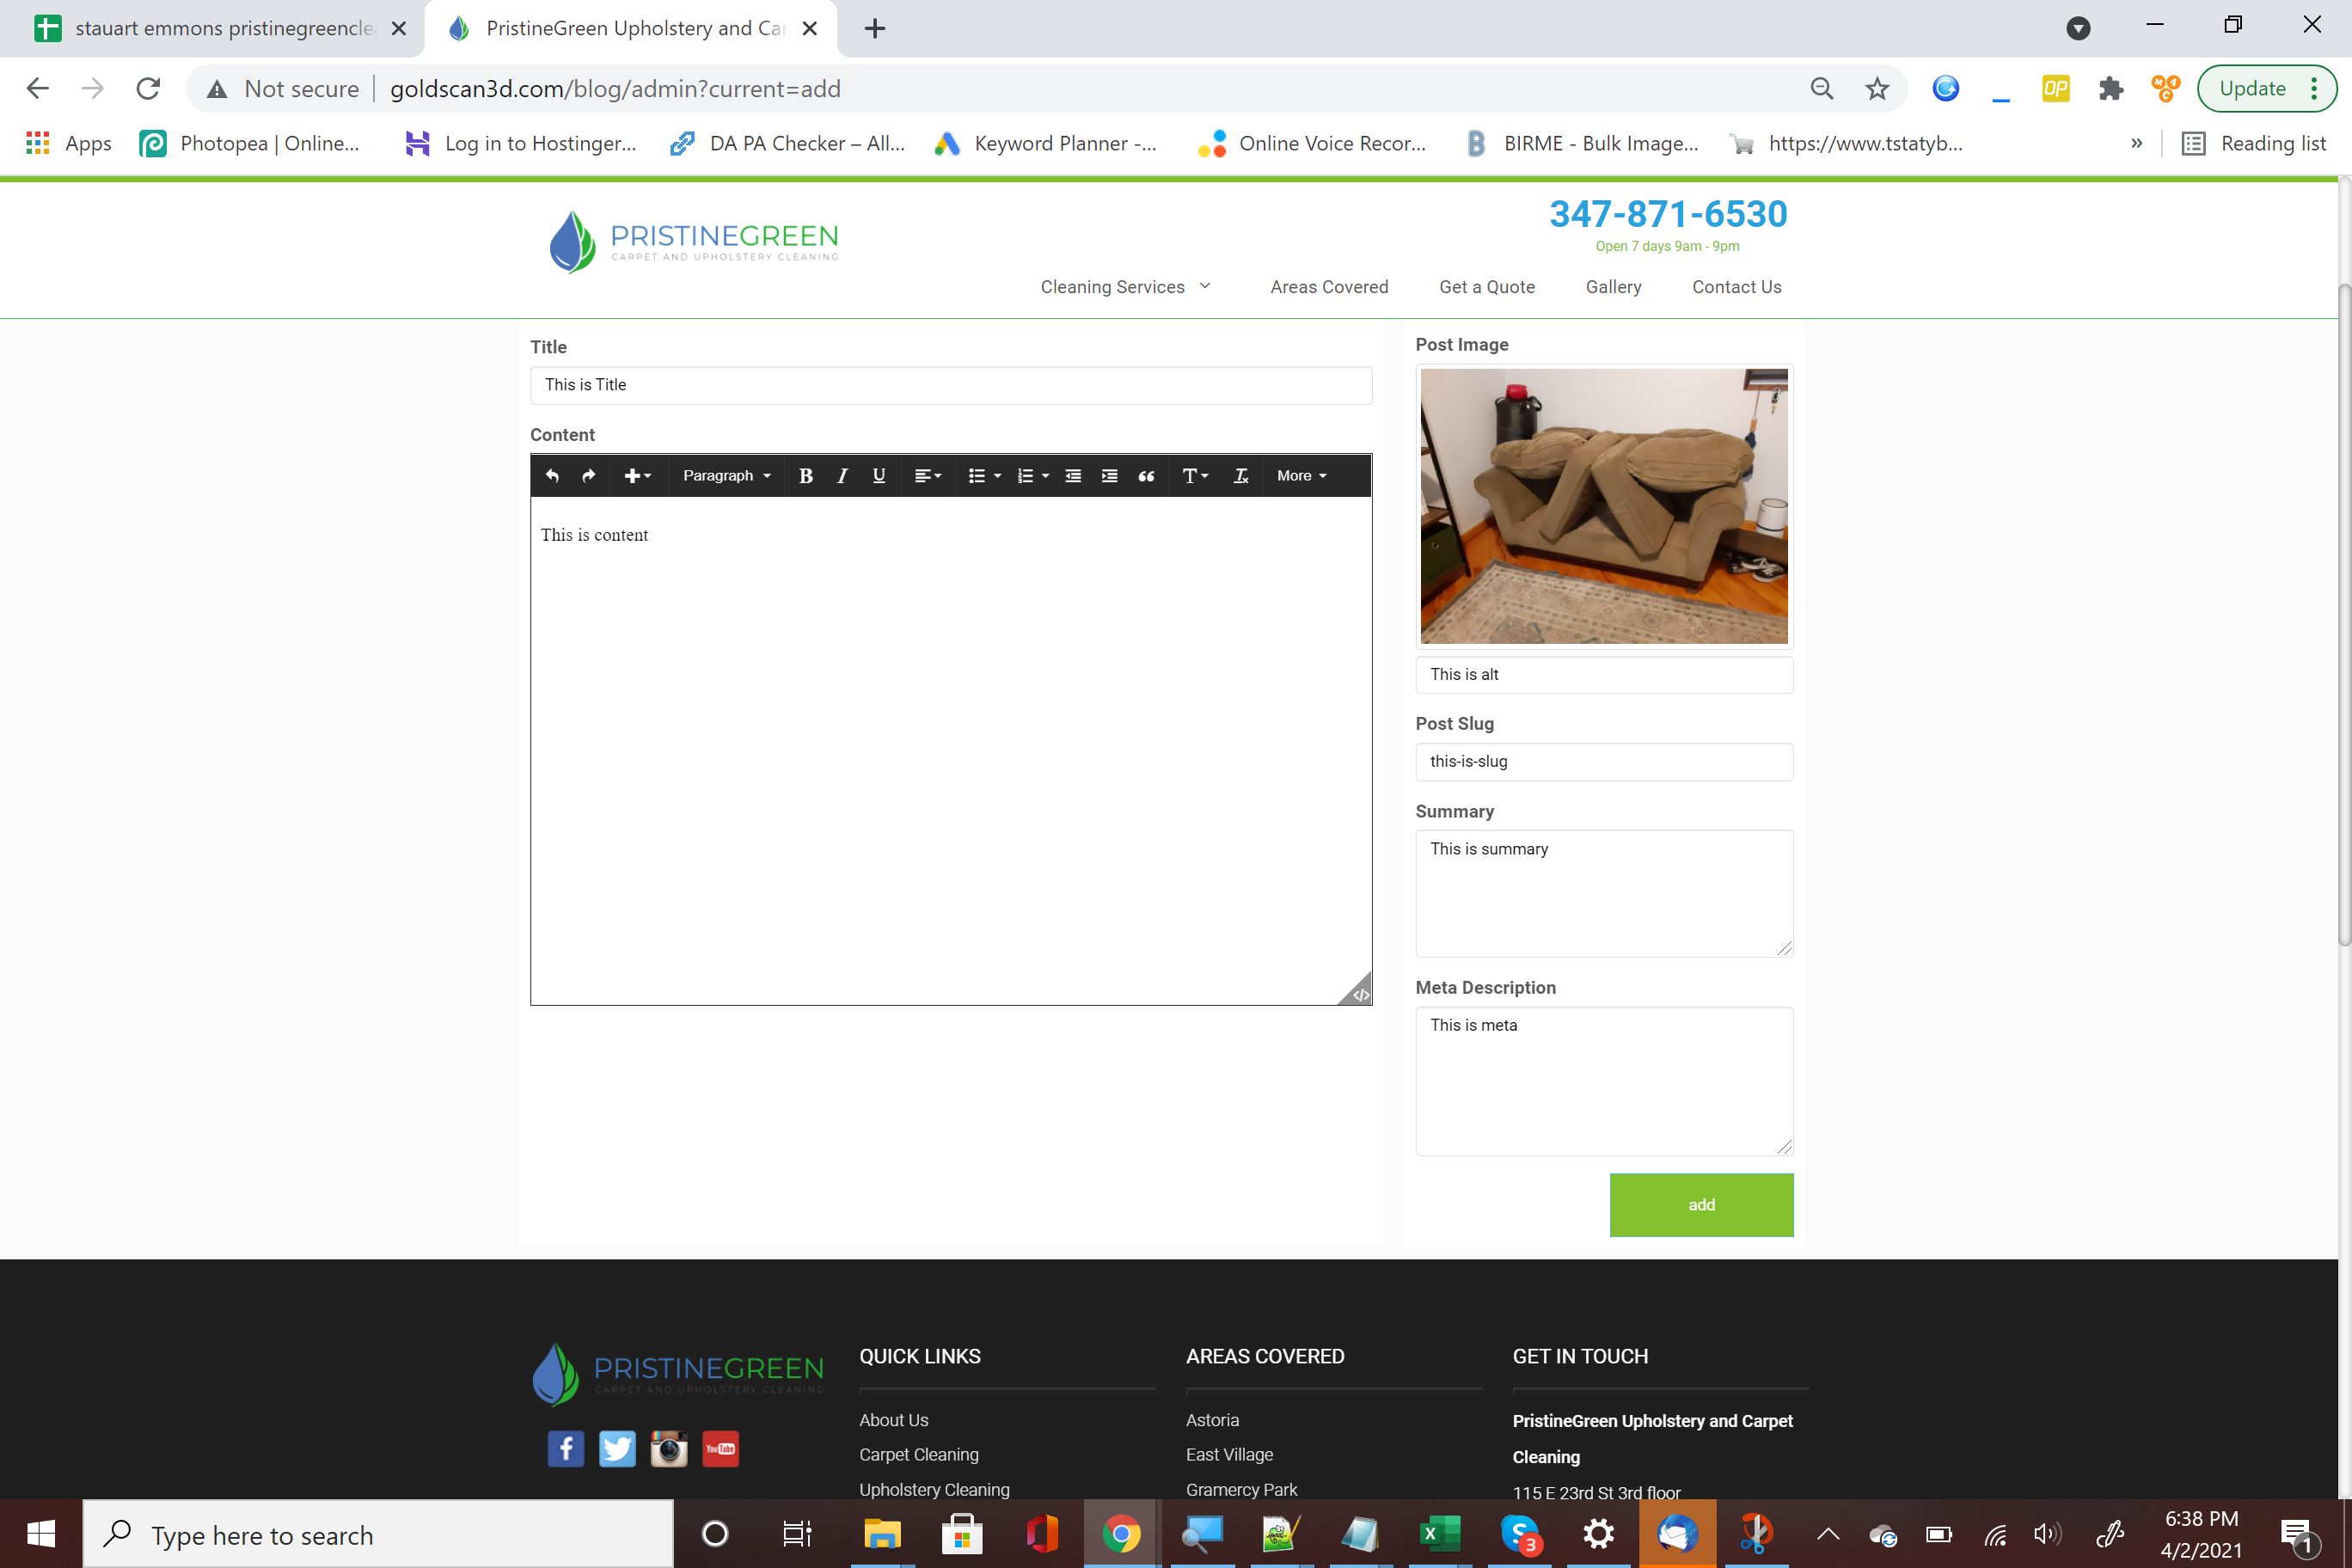 stauart emmons pristinegreencle
PristineGreen Upholstery and Car
Not secure
goldscan3d.com/blog/admin?current=add
OP
Update
Apps
Photopea | Online...
Log in to Hostinger...
DA PA Checker – All...
Keyword Planner -...
Online Voice Recor...
BIRME - Bulk Image...
https://www.tstatyb...
»
Reading list
PRISTINEGREEN
CARPET AND UPHOLSTERY CLEANING
347-871-6530
Open 7 days 9am - 9pm
Cleaning Services
Areas Covered
Get a Quote
Gallery
Contact Us
Title
This is Title
Content
Paragraph
B I U
More
This is content
Post Image
This is alt
Post Slug
this-is-slug
Summary
This is summary
Meta Description
This is meta
add
PRISTINEGREEN
CARPET AND UPHOLSTERY CLEANING
You Tube
QUICK LINKS
About Us
Carpet Cleaning
Upholstery Cleaning
AREAS COVERED
Astoria
East Village
Gramercy Park
GET IN TOUCH
PristineGreen Upholstery and Carpet
Cleaning
115 E 23rd St 3rd floor
Type here to search
3
6:38 PM
4/2/2021
1